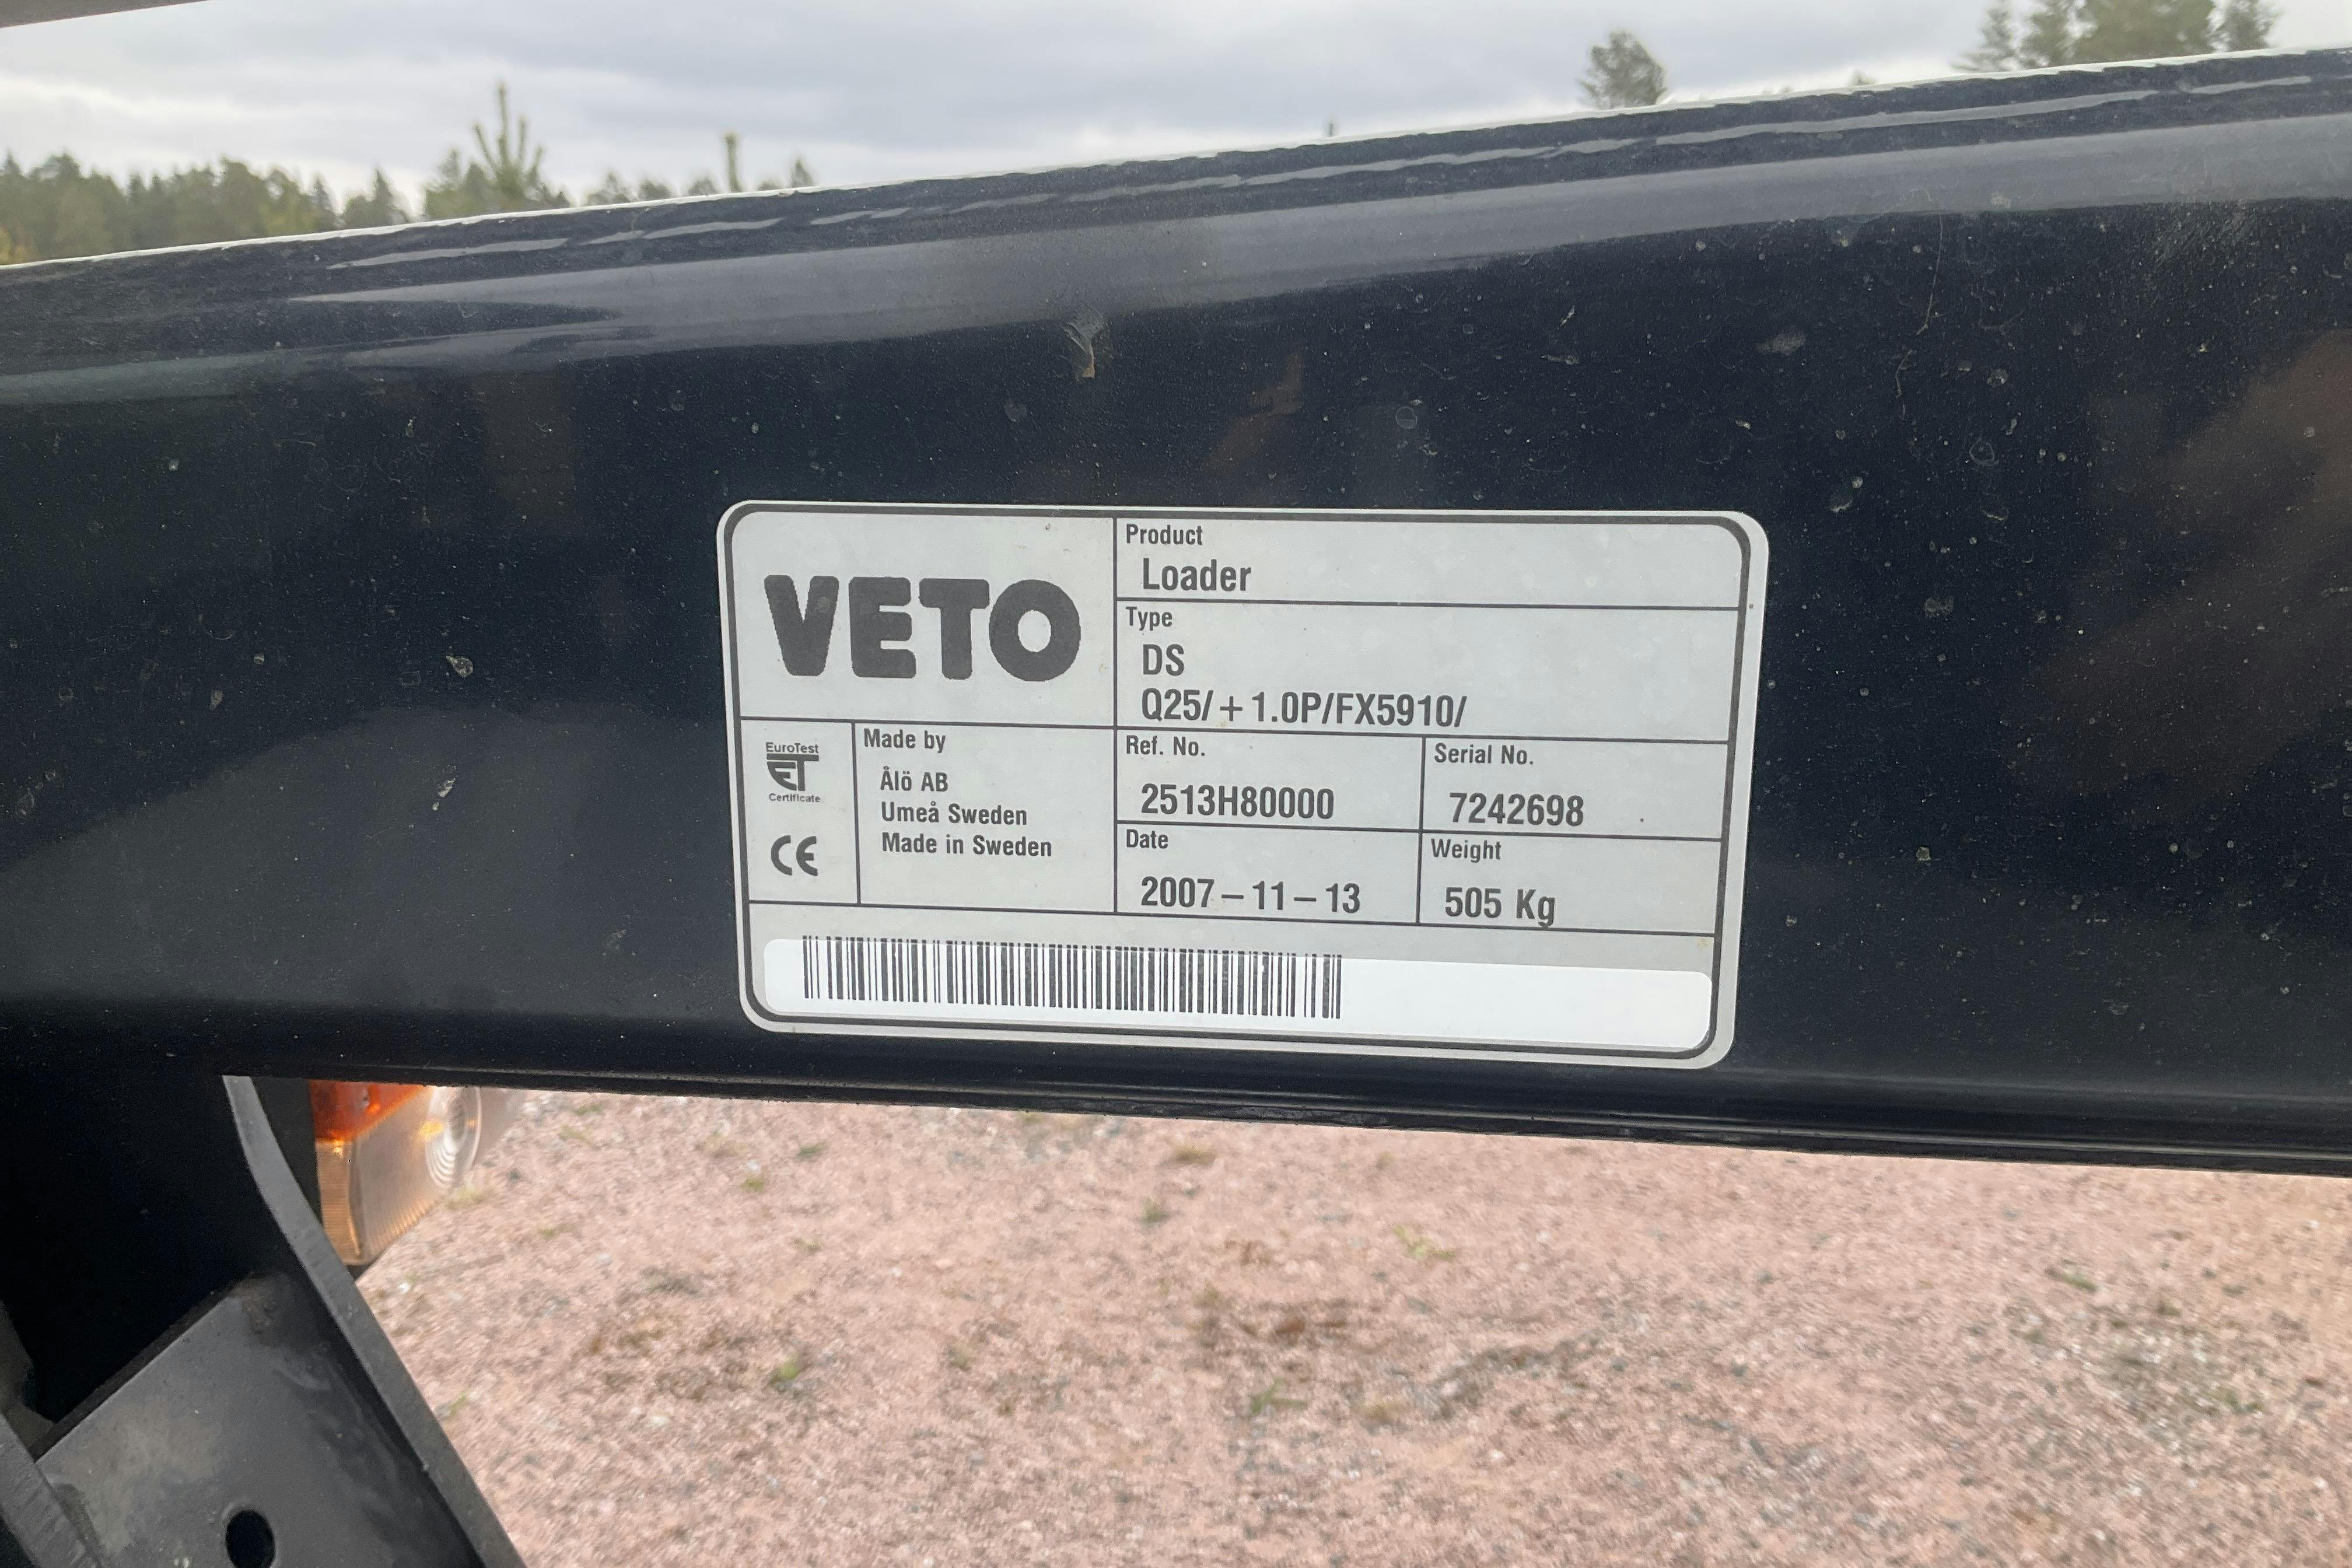 VETO
Product
Loader
Type
DS
Q25/+1.0P/FX5910/
EuroTest
ET
Certificate
CE
Made by
Ålö AB
Umeå Sweden
Made in Sweden
Ref. No.
2513H80000
Serial No.
7242698
Date
2007-11-13
Weight
505 Kg